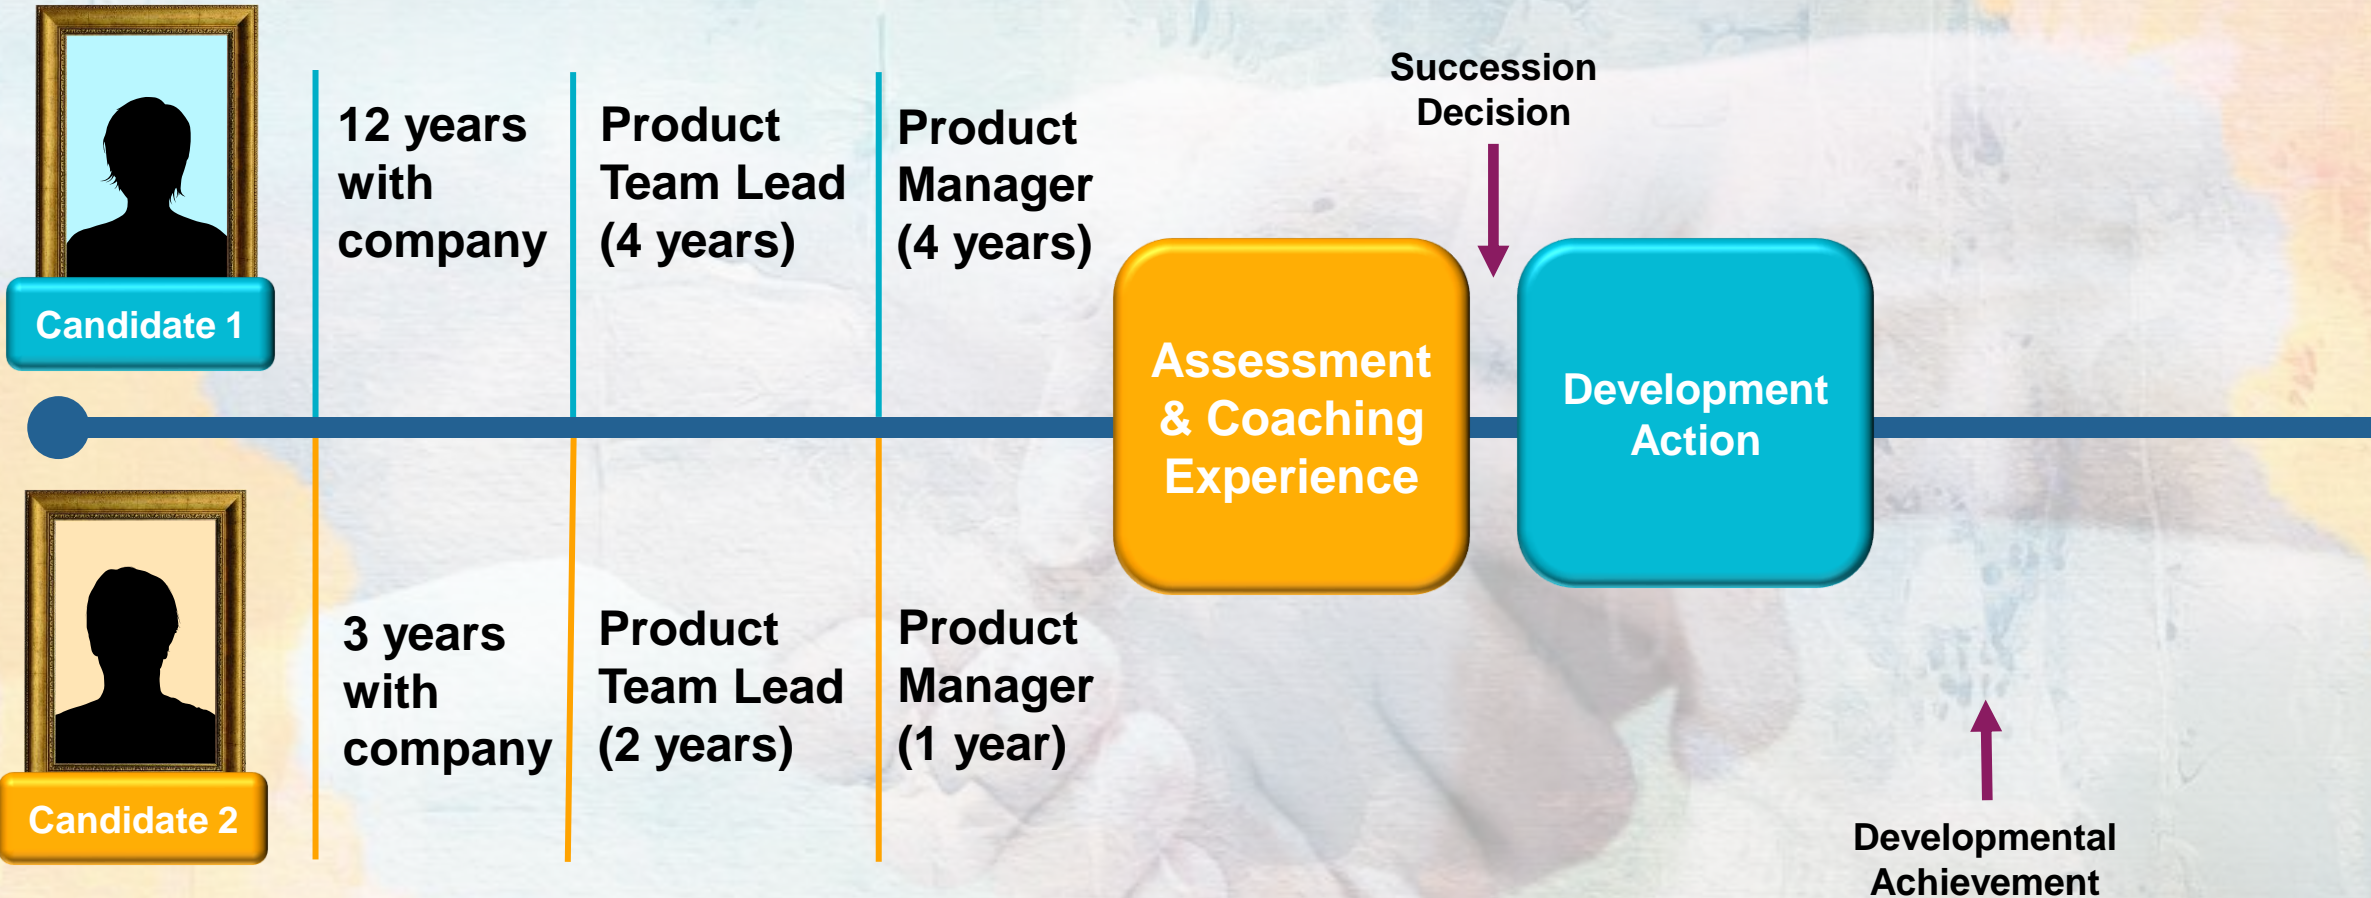 Candidate 1
12 years
with
company
Product
Team Lead
(4 years)
Product
Manager
(4 years)
Succession
Decision
Assessment
& Coaching
Experience
Development
Action
Candidate 2
3 years
with
company
Product
Team Lead
(2 years)
Product
Manager
(1 year)
Developmental
Achievement